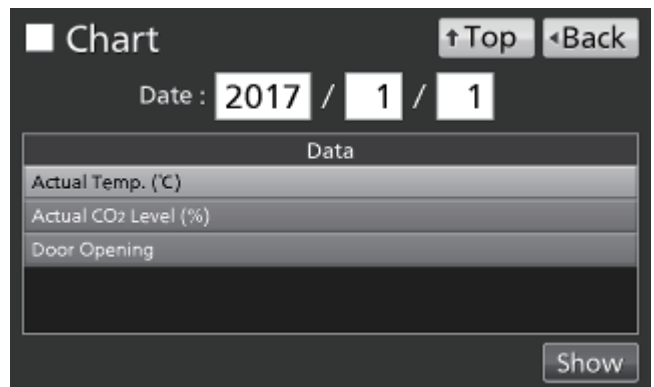 Chart
↑Top
◂Back
Date : 2017 / 1 / 1
Data
Actual Temp. (℃)
Actual CO2 Level (%)
Door Opening
Show